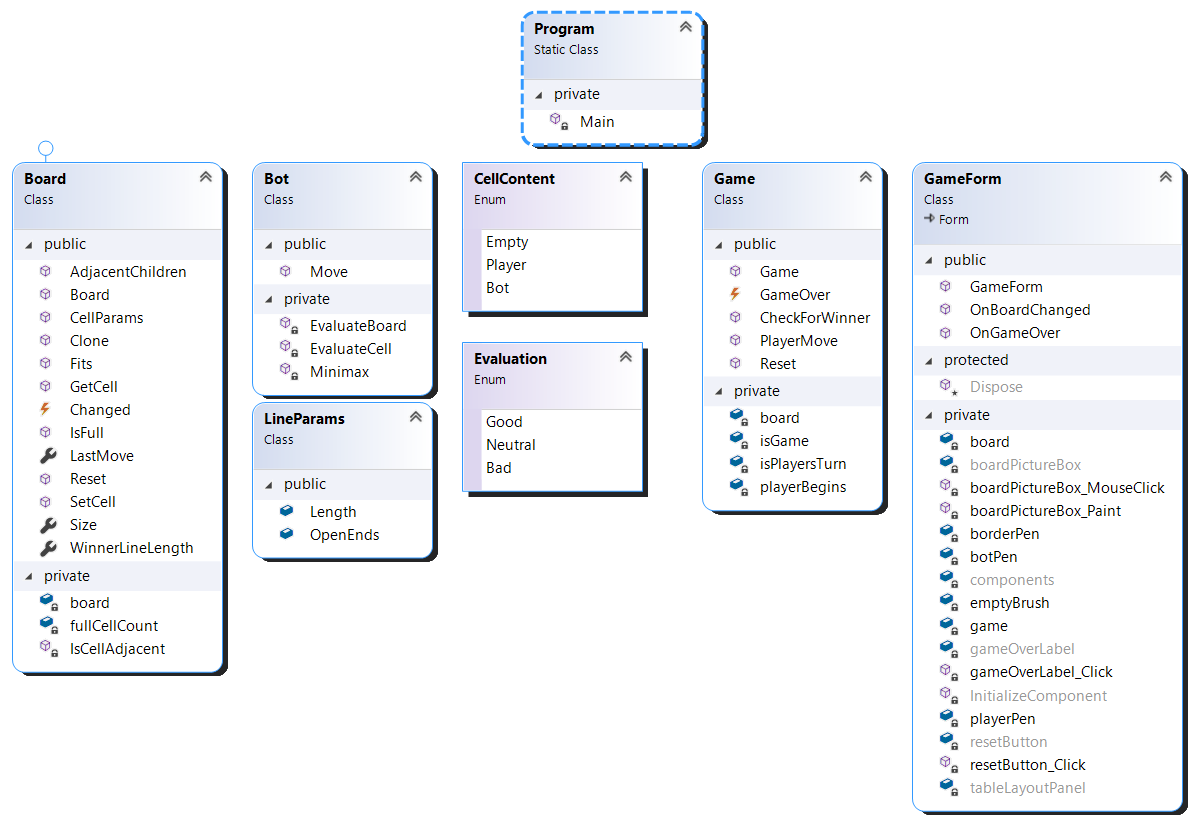 Program
Static Class
private
Main
Board
Class
public
AdjacentChildren
Board
CellParams
Clone
Fits
GetCell
Changed
IsFull
LastMove
Reset
SetCell
Size
WinnerLineLength
private
board
fullCellCount
IsCellAdjacent
Bot
Class
public
Move
private
EvaluateBoard
EvaluateCell
Minimax
LineParams
Class
public
Length
OpenEnds
CellContent
Enum
Empty
Player
Bot
Evaluation
Enum
Good
Neutral
Bad
Game
Class
public
Game
GameOver
CheckForWinner
PlayerMove
Reset
private
board
isGame
isPlayersTurn
playerBegins
GameForm
Class
Form
public
GameForm
OnBoardChanged
OnGameOver
protected
Dispose
private
board
boardPictureBox
boardPictureBox_MouseClick
boardPictureBox_Paint
borderPen
botPen
components
emptyBrush
game
gameOverLabel
gameOverLabel_Click
InitializeComponent
playerPen
resetButton
resetButton_Click
tableLayoutPanel